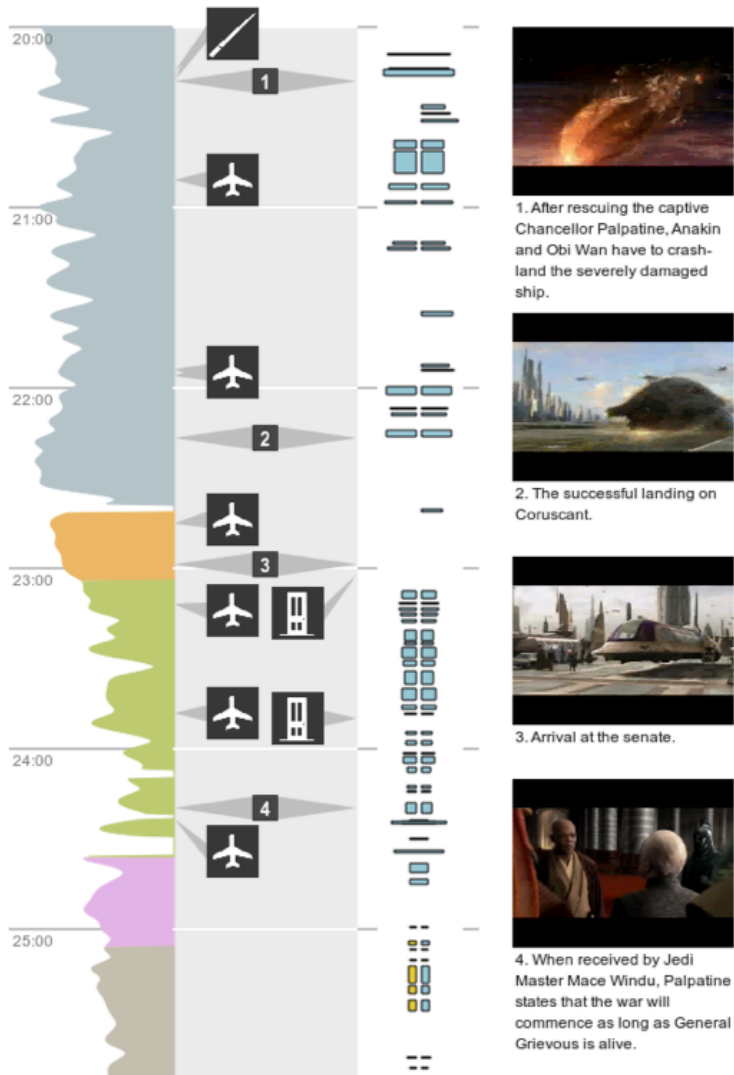 20:00
1
21:00
22:00
2
3
23:00
24:00
4
25:00
1. After rescuing the captive
Chancellor Palpatine, Anakin
and Obi Wan have to crash-
land the severely damaged
ship.
2. The successful landing on
Coruscant.
3. Arrival at the senate.
4. When received by Jedi
Master Mace Windu, Palpatine
states that the war will
commence as long as General
Grievous is alive.